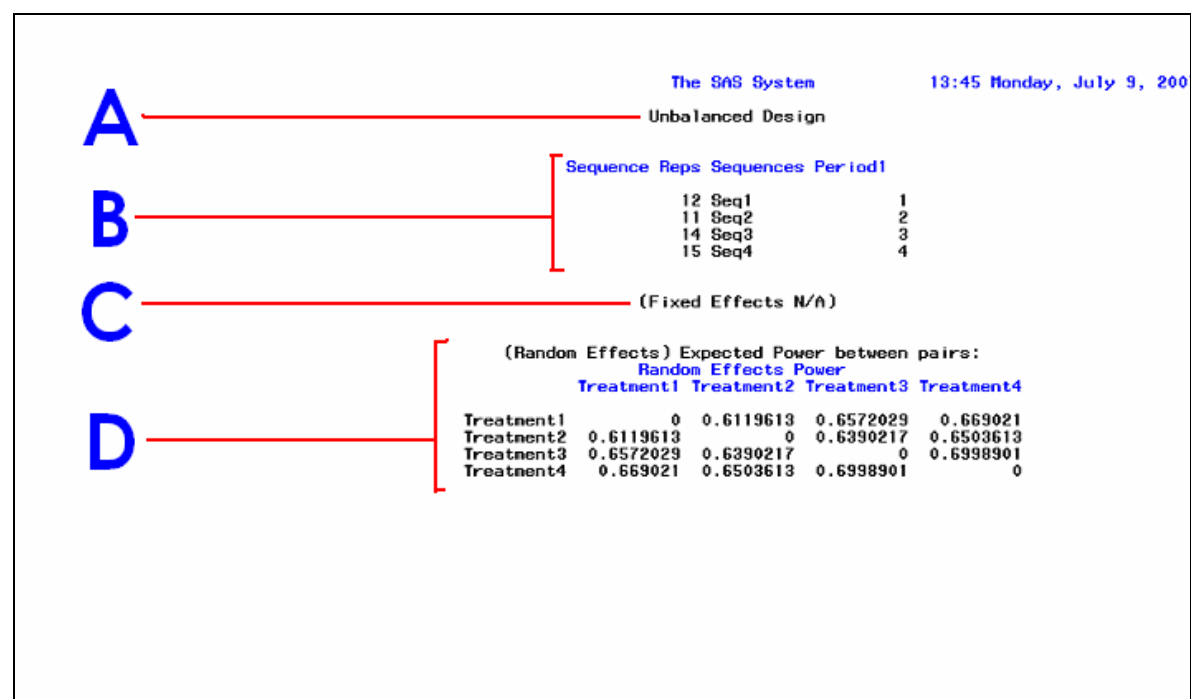 The SAS System 13:45 Monday, July 9, 200
A Unbalanced Design
B
Sequence Reps Sequences Period1
12 Seq1 1
11 Seq2 2
14 Seq3 3
15 Seq4 4
C (Fixed Effects N/A)
D
(Random Effects) Expected Power between pairs:
Random Effects Power
Treatment1 Treatment2 Treatment3 Treatment4
Treatment1 0 0.6119613 0.6572029 0.669021
Treatment2 0.6119613 0 0.6390217 0.6503613
Treatment3 0.6572029 0.6390217 0 0.6998901
Treatment4 0.669021 0.6503613 0.6998901 0